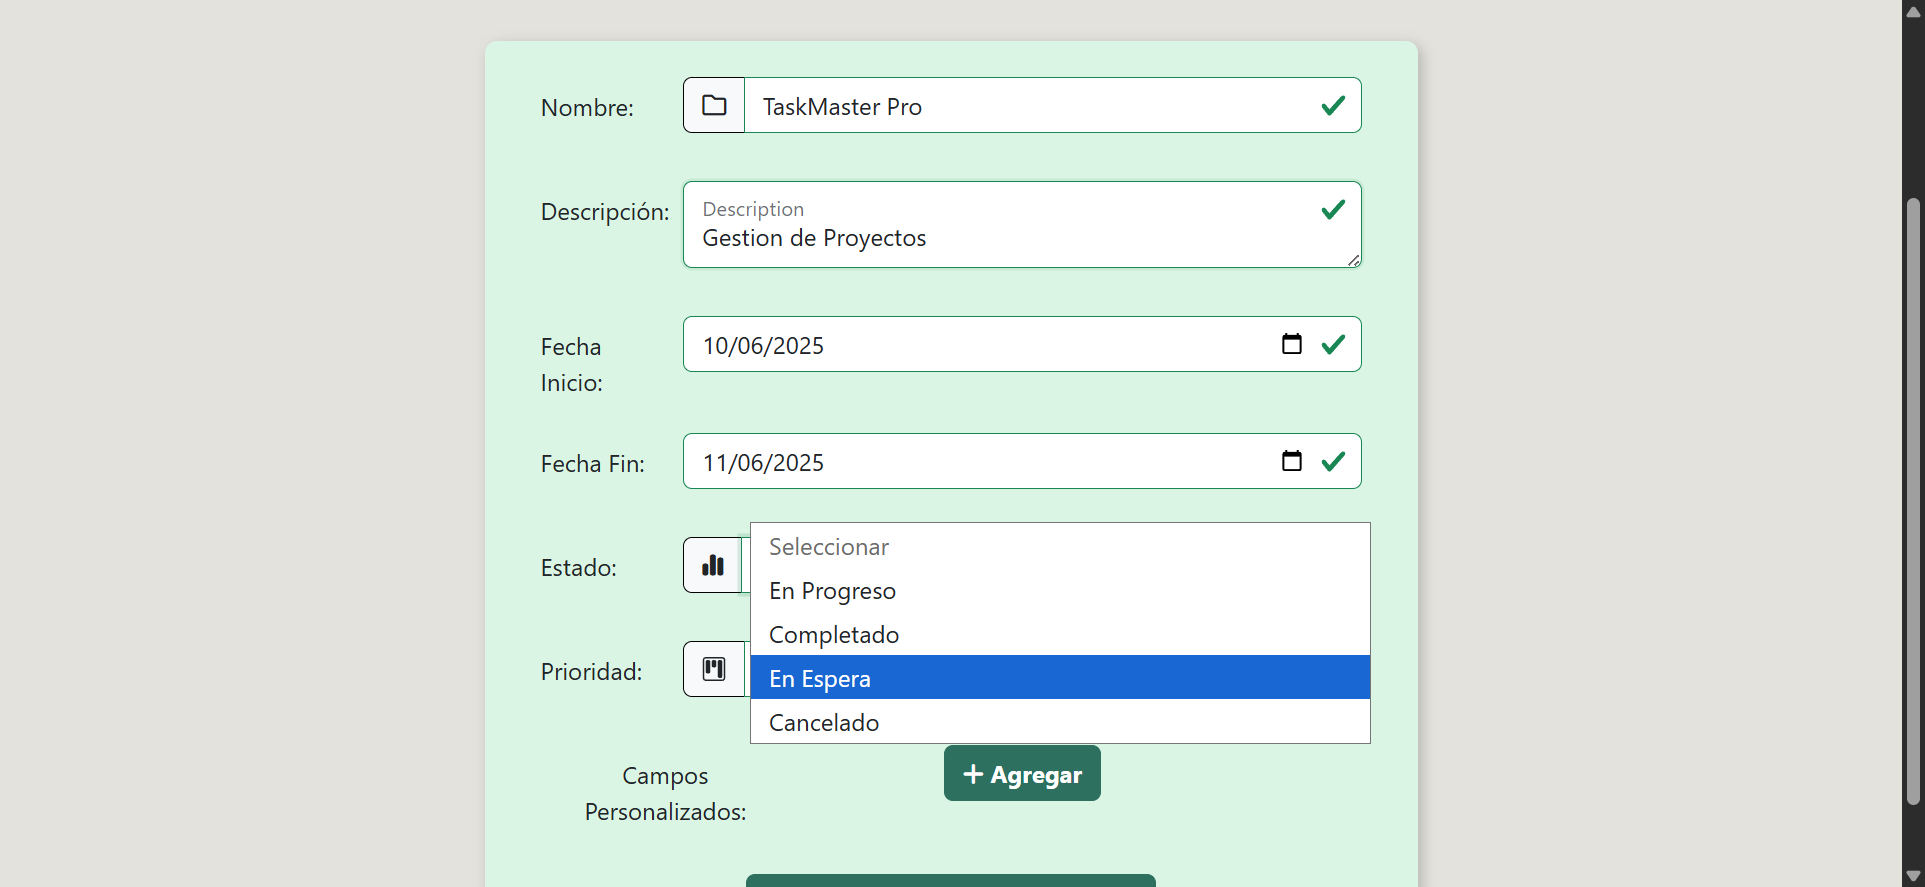 Nombre:
TaskMaster Pro
Descripción:
Description
Gestion de Proyectos
Fecha
Inicio:
10/06/2025
Fecha Fin:
11/06/2025
Estado:
Seleccionar
En Progreso
Completado
En Espera
Cancelado
Prioridad:
Campos
Personalizados:
+ Agregar